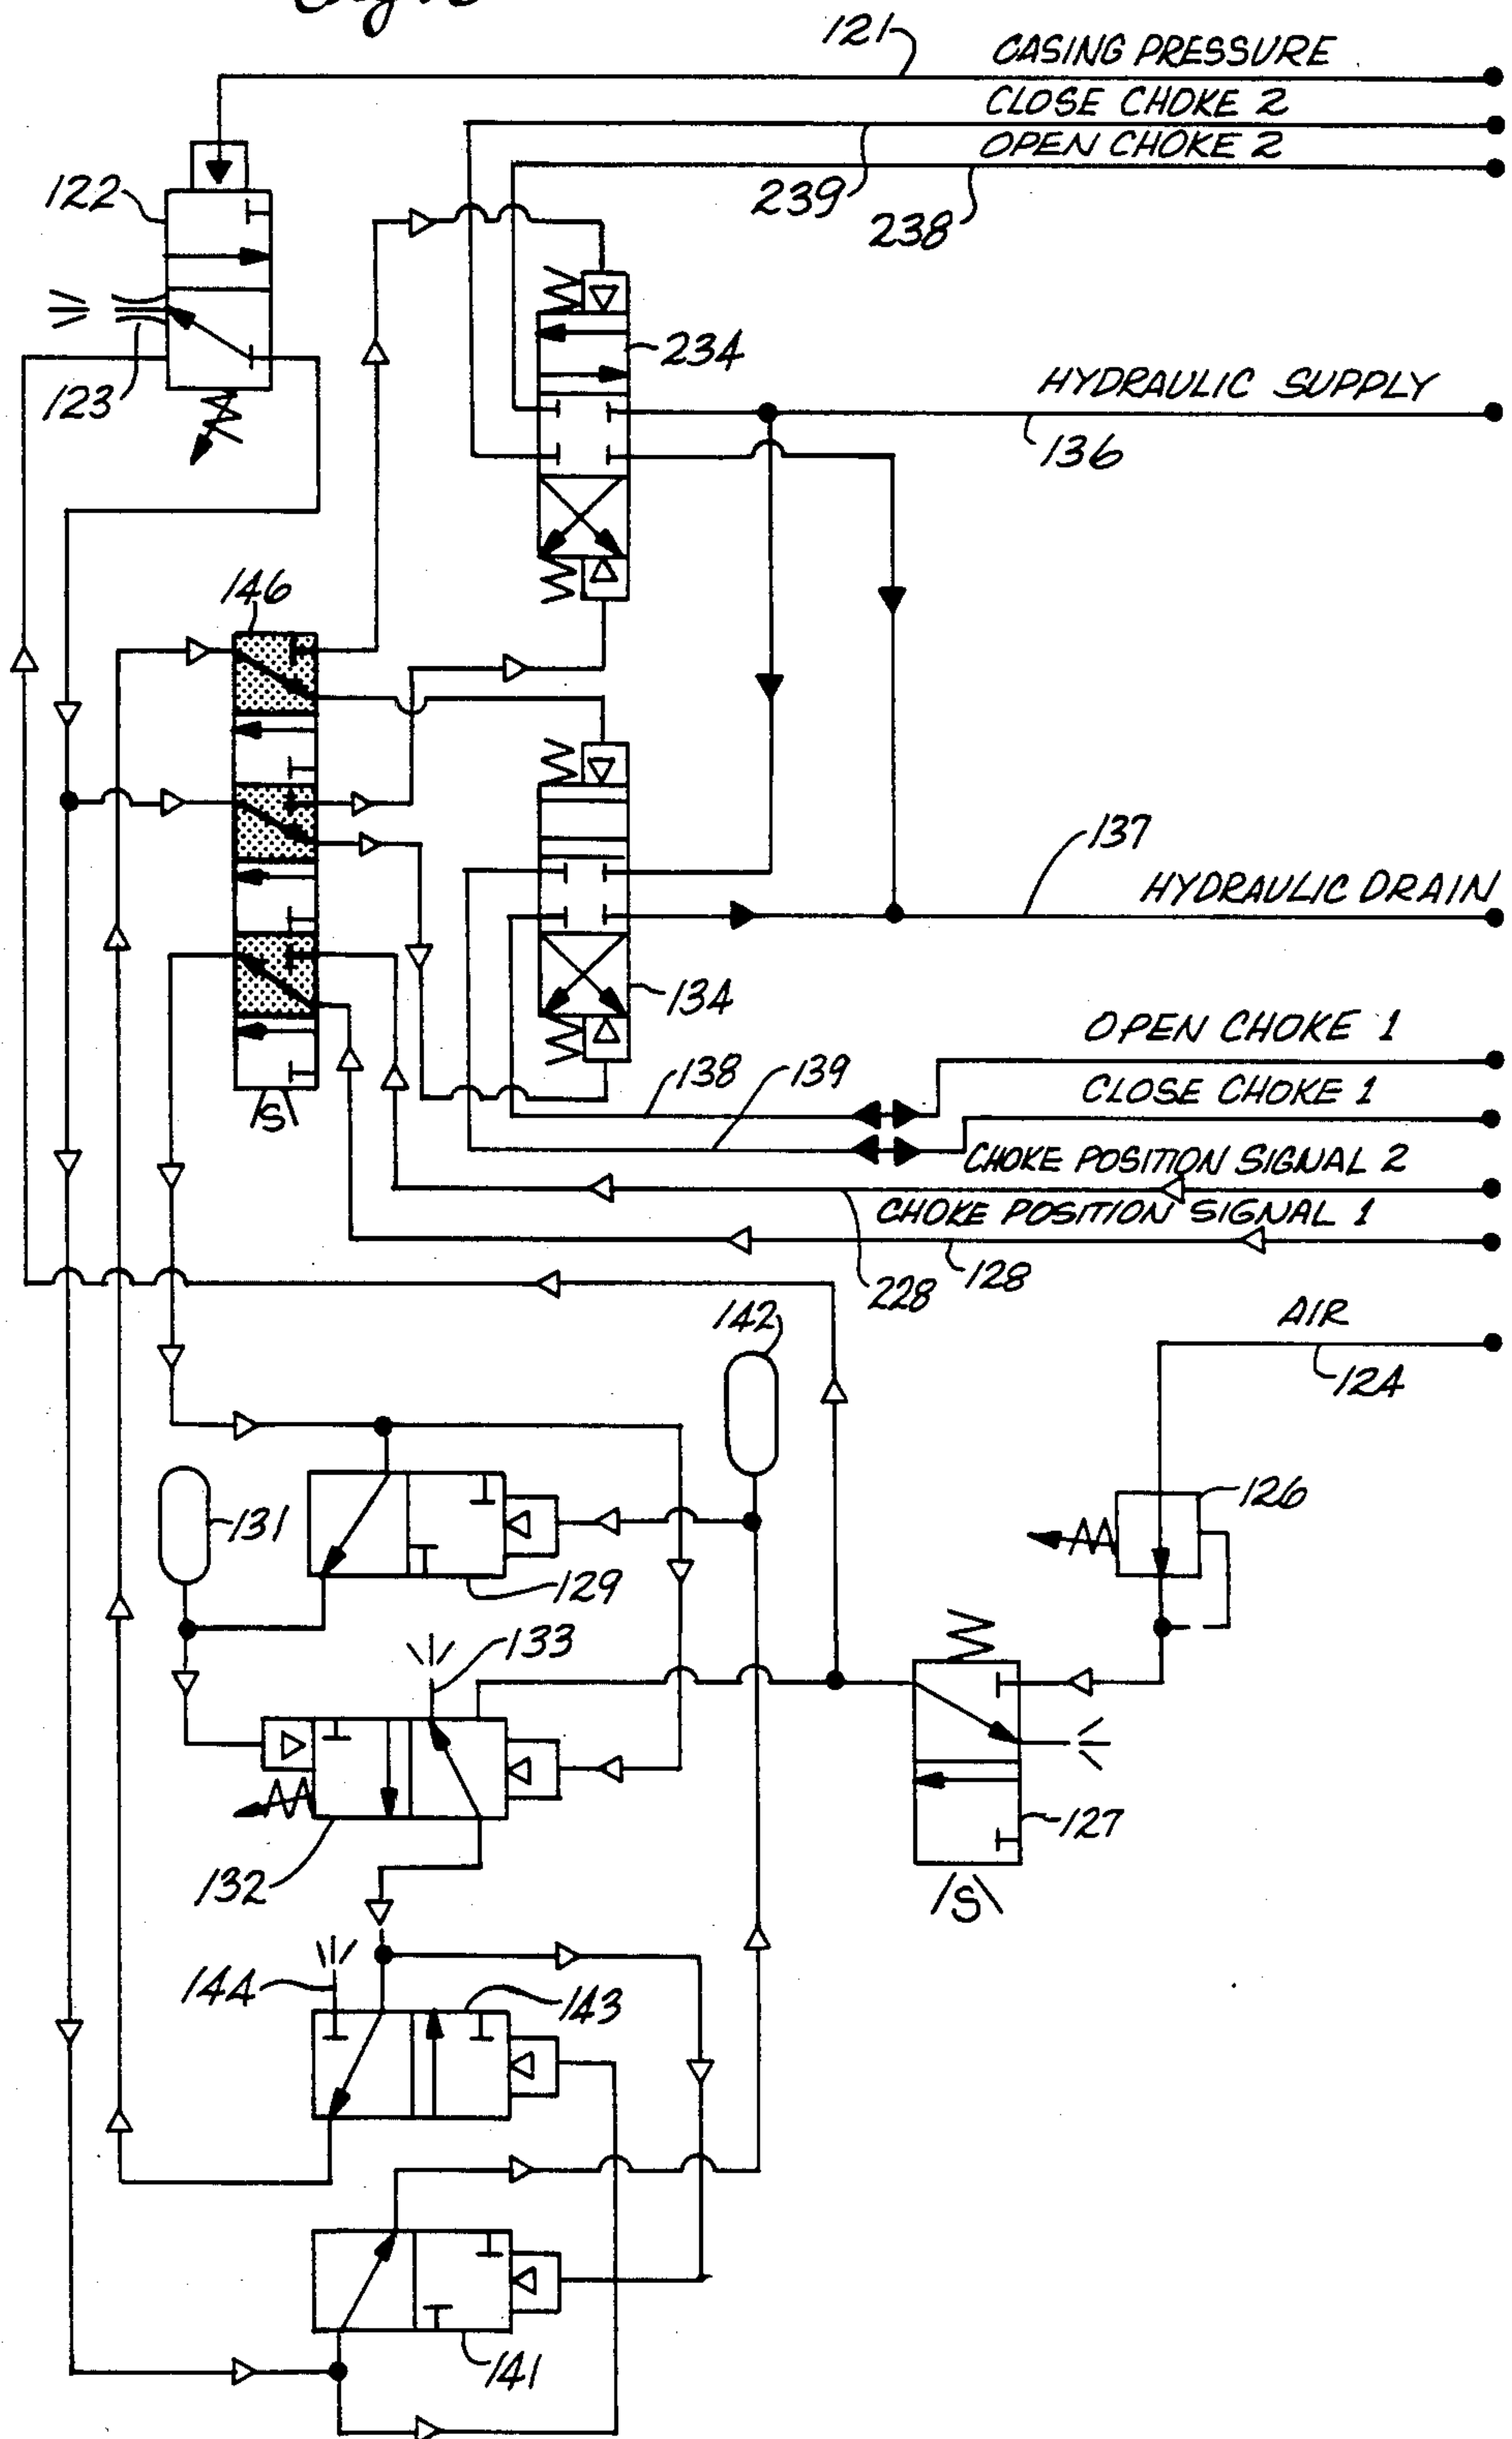 121
CASING PRESSURE
CLOSE CHOKE 2
OPEN CHOKE 2
122
239
238
234
HYDRAULIC SUPPLY
123
136
146
137
HYDRAULIC DRAIN
134
OPEN CHOKE 1
138
139
CLOSE CHOKE 1
S
CHOKE POSITION SIGNAL 2
CHOKE POSITION SIGNAL 1
228
128
142
AIR
124
126
131
129
133
127
132
S
144
143
141